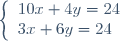 10x + 4y = 24
3x + 6y = 24